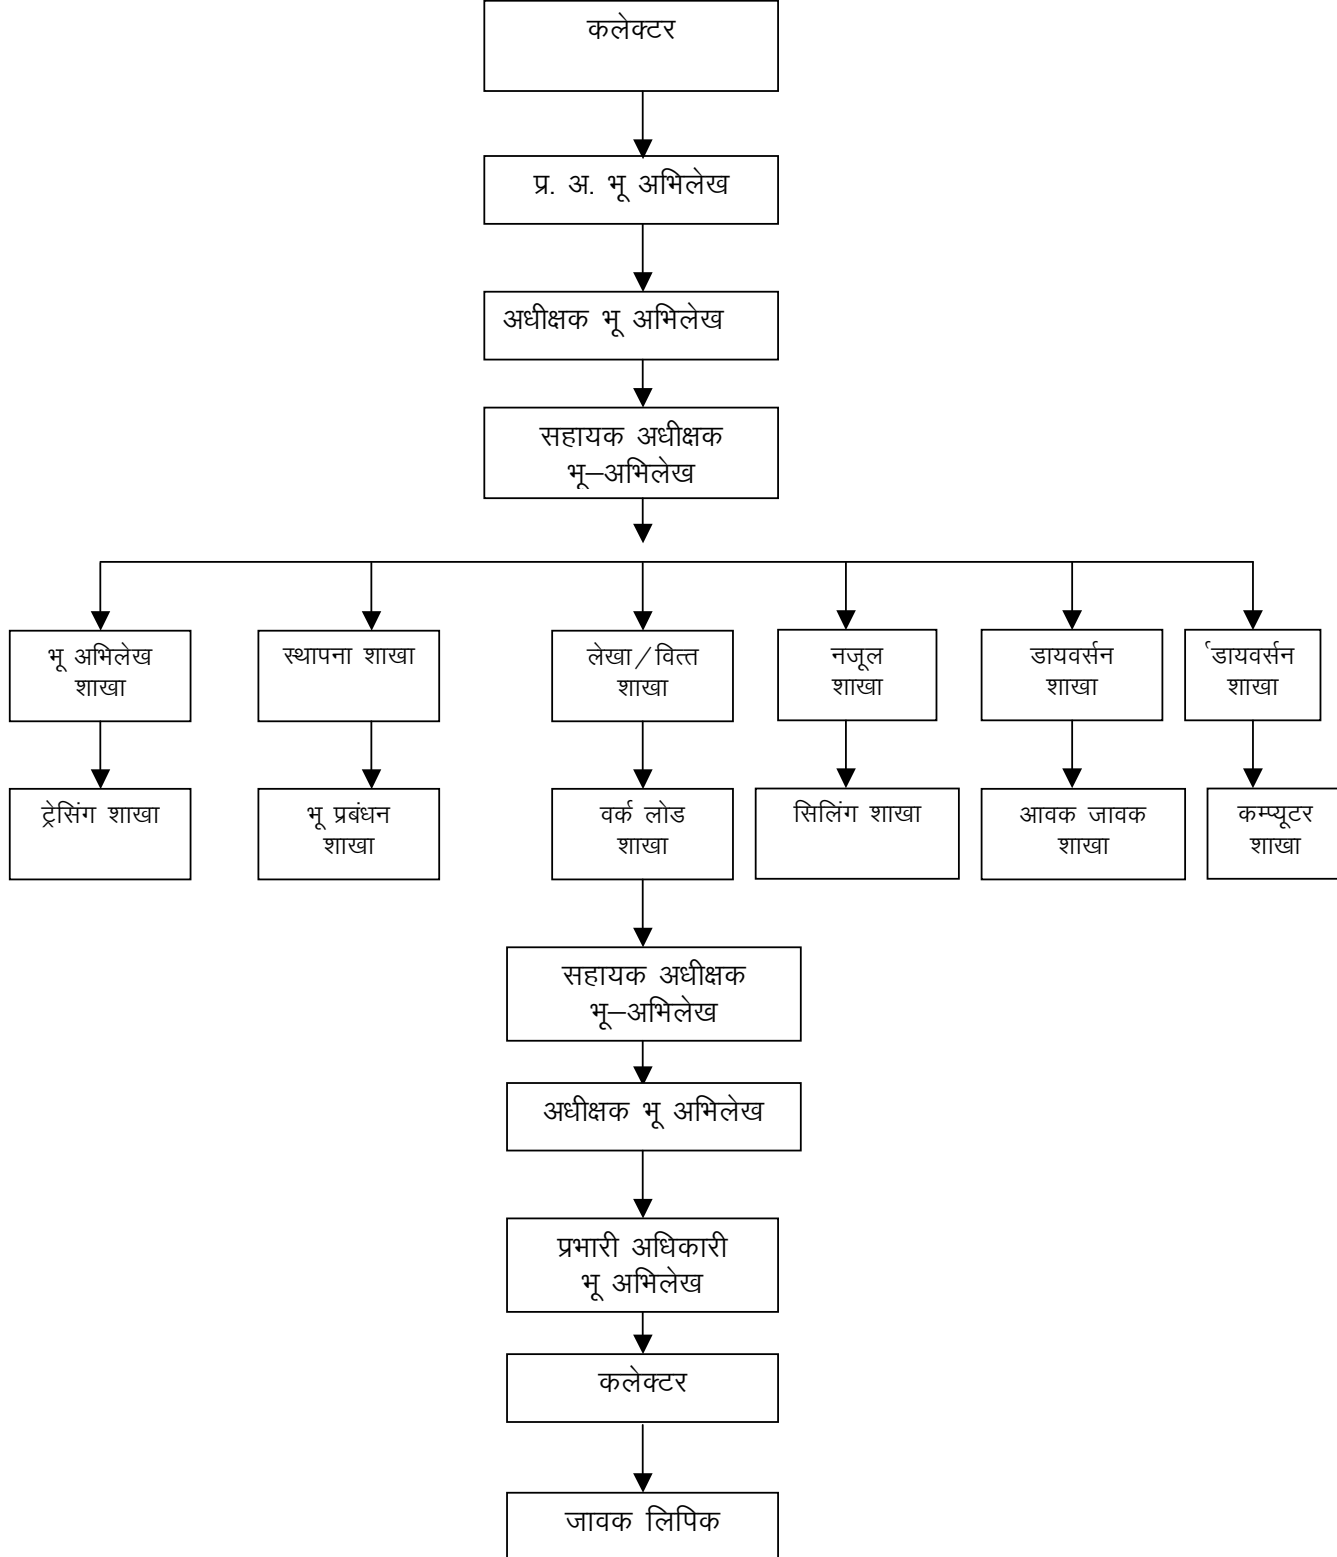 कलेक्टर
प्र. अ. भू अभिलेख
अधीक्षक भू अभिलेख
सहायक अधीक्षक
भू–अभिलेख
भू अभिलेख
शाखा
स्थापना शाखा
लेखा/वित्त
शाखा
नजूल
शाखा
डायवर्सन
शाखा
र्डायवर्सन
शाखा
ट्रेसिंग शाखा
भू प्रबंधन
शाखा
वर्क लोड
शाखा
सिलिंग शाखा
आवक जावक
शाखा
कम्प्यूटर
शाखा
सहायक अधीक्षक
भू–अभिलेख
अधीक्षक भू अभिलेख
प्रभारी अधिकारी
भू अभिलेख
कलेक्टर
जावक लिपिक